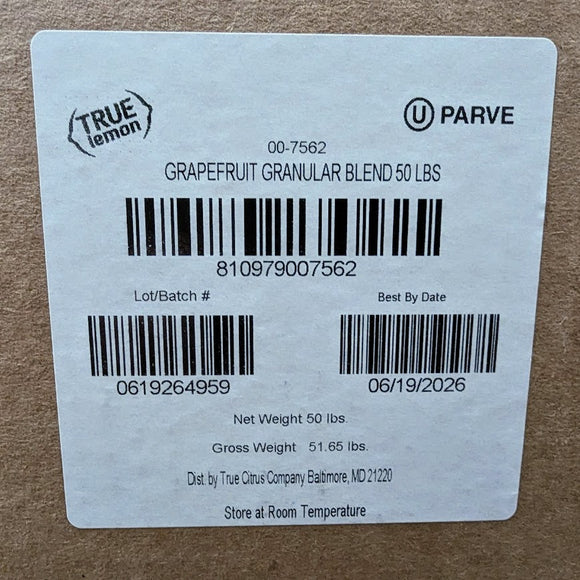 TRUE
lemon
U PARVE
00-7562
GRAPEFRUIT GRANULAR BLEND 50 LBS
810979007562
Lot/Batch #
Best By Date
0619264959
06/19/2026
Net Weight 50 lbs.
Gross Weight 51.65 lbs.
Dist. by True Citrus Company Baltimore, MD 21220
Store at Room Temperature